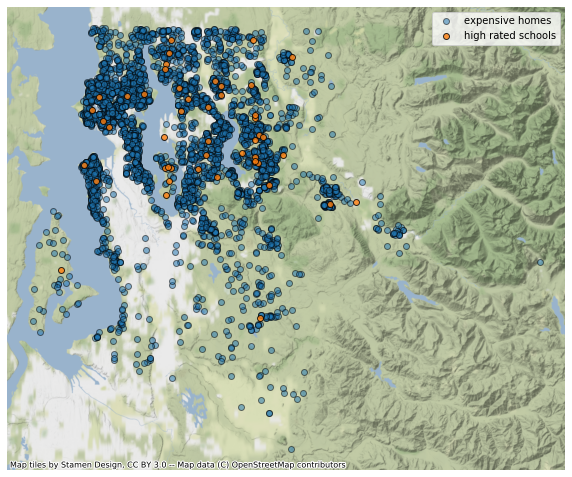 expensive homes
high rated schools
Map tiles by Stamen Design, CC BY 3.0 -- Map data (C) OpenStreetMap contributors